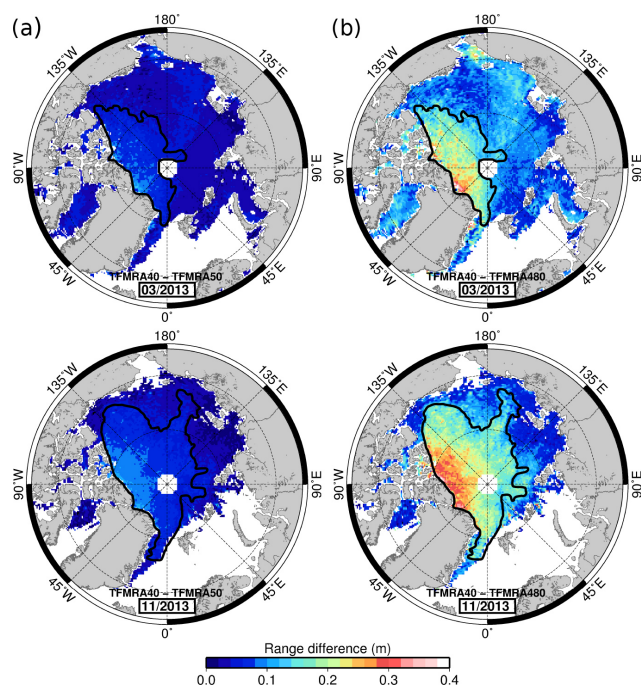 (a) (b)
180°
135°W
135°E
90°W
90°E
45°W
45°E
0°
TFMRA40 − TFMRA50
03/2013
180°
135°W
135°E
90°W
90°E
45°W
45°E
0°
TFMRA40 − TFMRA480
03/2013
180°
135°W
135°E
90°W
90°E
45°W
45°E
0°
TFMRA40 − TFMRA50
11/2013
180°
135°W
135°E
90°W
90°E
45°W
45°E
0°
TFMRA40 − TFMRA480
11/2013
Range difference (m)
0.0 0.1 0.2 0.3 0.4